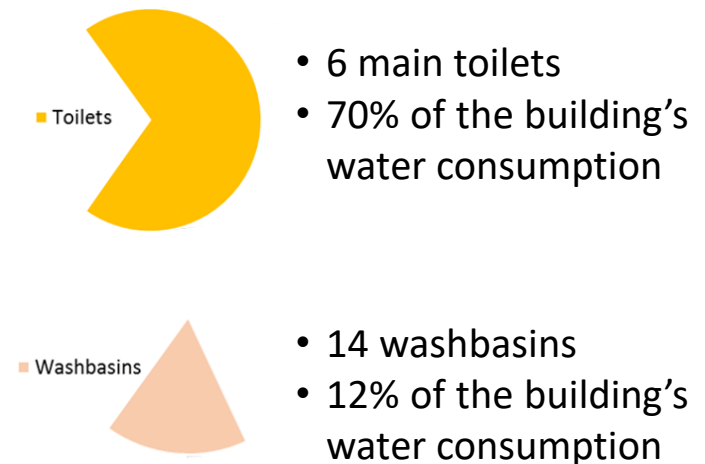 Toilets
• 6 main toilets
• 70% of the building’s
water consumption
Washbasins
• 14 washbasins
• 12% of the building’s
water consumption